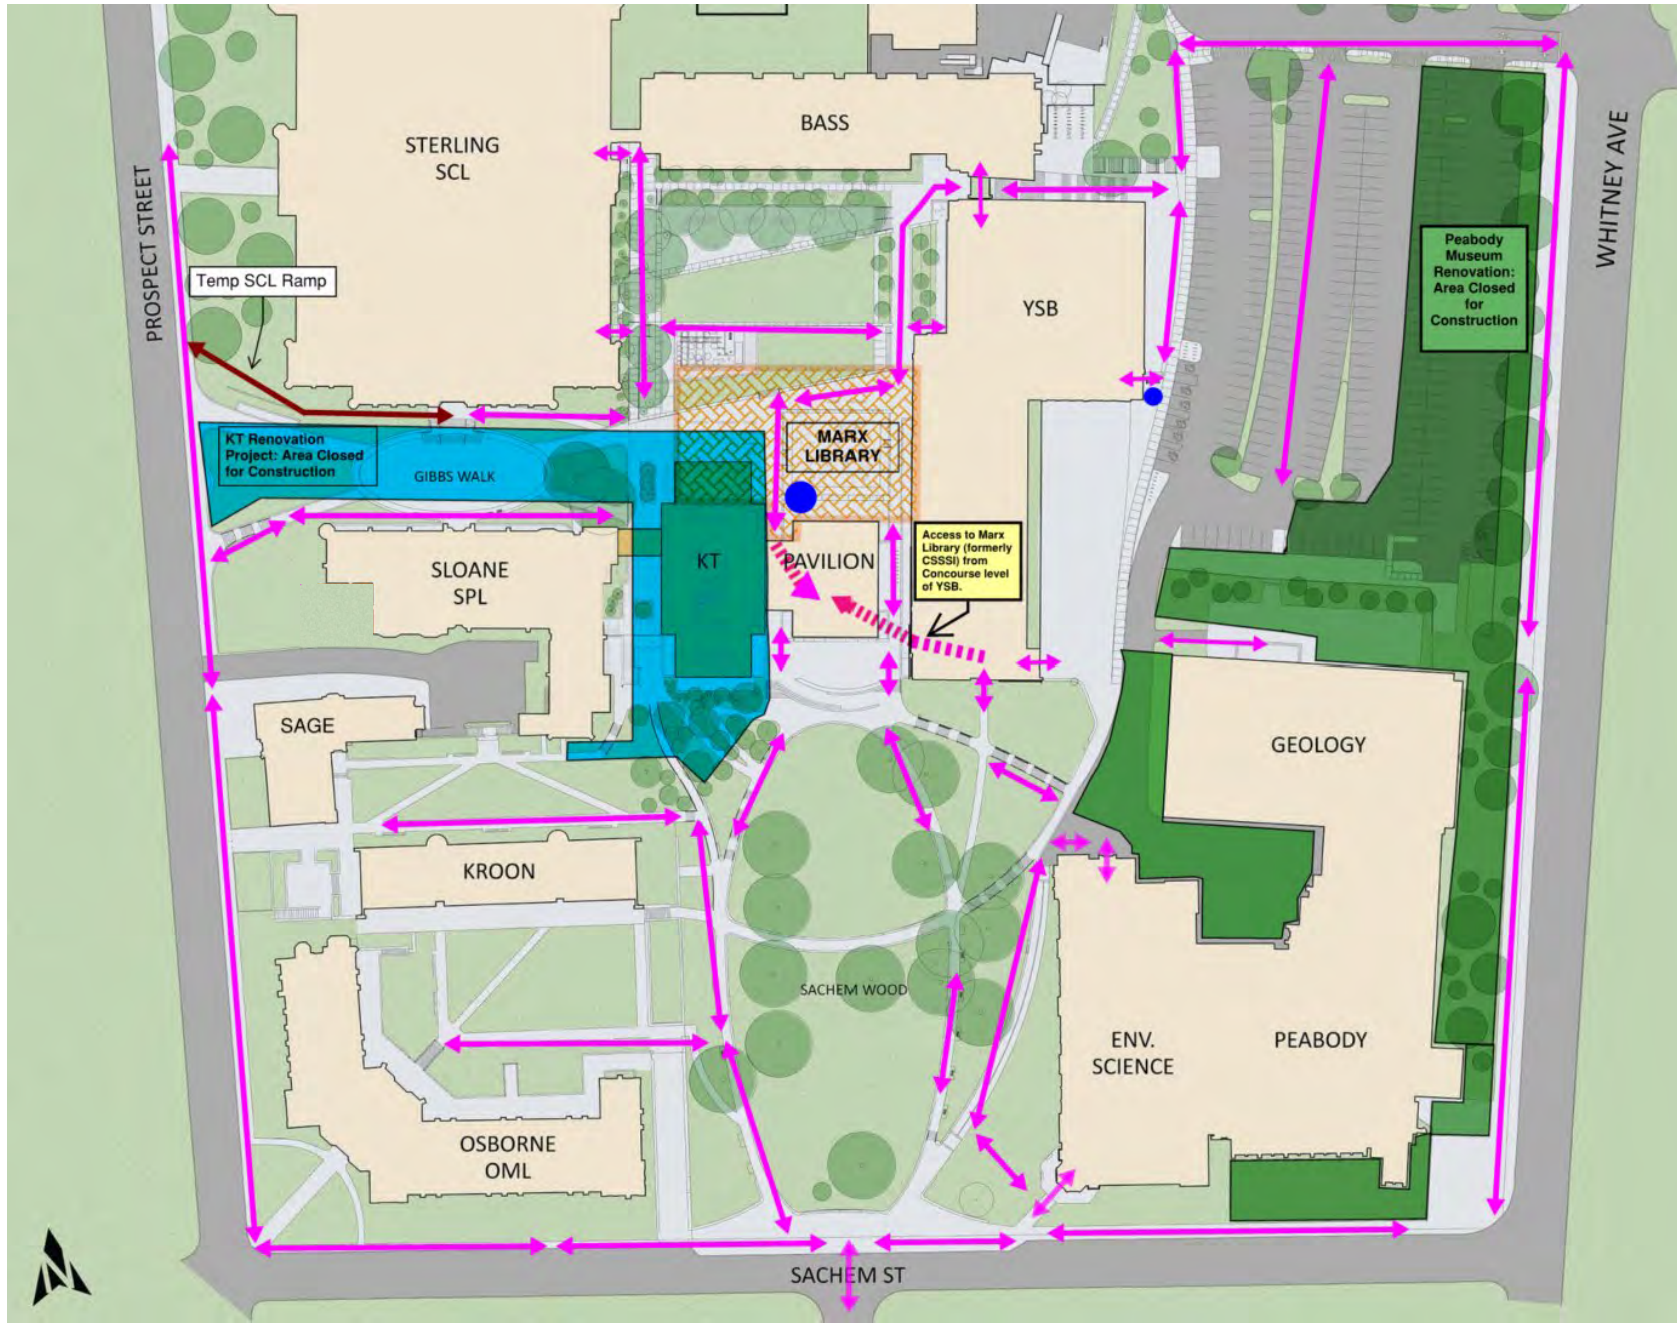 BASS
STERLING
SCL
PROSPECT STREET
WHITNEY AVE
Temp SCL Ramp
Peabody
Museum
Renovation:
Area Closed
for
Construction
YSB
KT Renovation
Project: Area Closed
for Construction
GIBBS WALK
MARX
LIBRARY
Access to Marx
Library (formerly
CSSSI) from
Concourse level
of YSB.
SLOANE
SPL
KT
PAVILION
SAGE
GEOLOGY
KROON
SACHEM WOOD
ENV.
SCIENCE
PEABODY
OSBORNE
OML
SACHEM ST